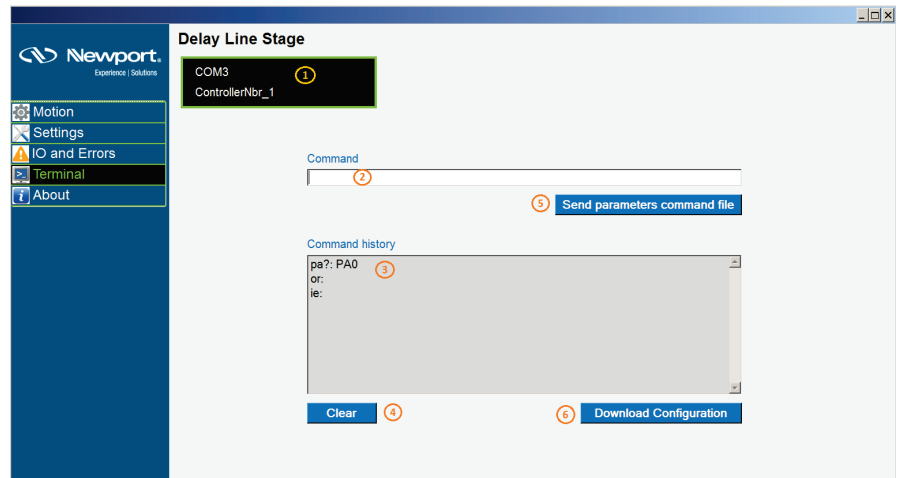 Newport®
Experience | Solutions
Motion
Settings
IO and Errors
Terminal
About
Delay Line Stage
COM3
1
ControllerNbr_1
Command
2
5
Send parameters command file
Command history
pa?: PA0
3
or:
ie:
Clear
4
6
Download Configuration